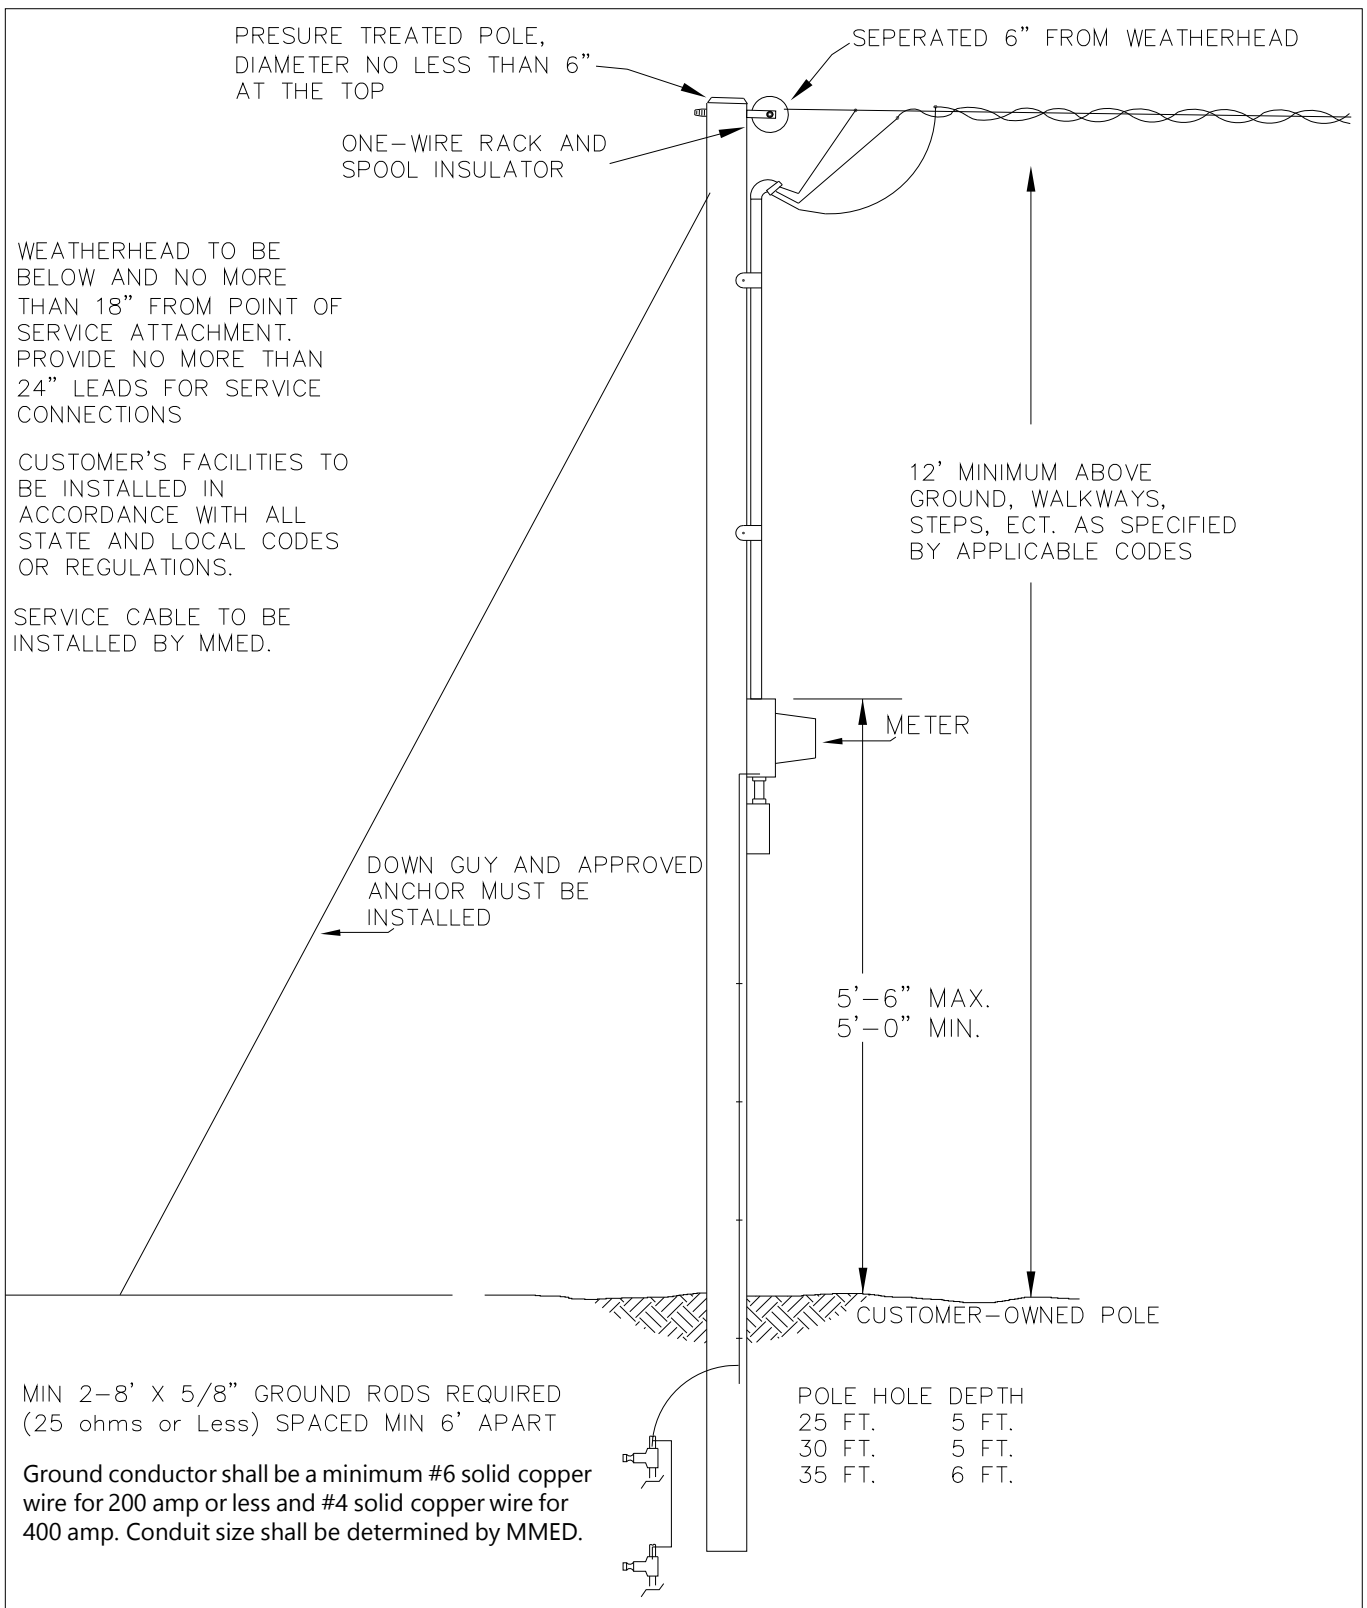 PRESURE TREATED POLE,
DIAMETER NO LESS THAN 6"
AT THE TOP
SEPERATED 6" FROM WEATHERHEAD
ONE-WIRE RACK AND
SPOOL INSULATOR
WEATHERHEAD TO BE
BELOW AND NO MORE
THAN 18" FROM POINT OF
SERVICE ATTACHMENT.
PROVIDE NO MORE THAN
24" LEADS FOR SERVICE
CONNECTIONS
CUSTOMER'S FACILITIES TO
BE INSTALLED IN
ACCORDANCE WITH ALL
STATE AND LOCAL CODES
OR REGULATIONS.
SERVICE CABLE TO BE
INSTALLED BY MMED.
12' MINIMUM ABOVE
GROUND, WALKWAYS,
STEPS, ECT. AS SPECIFIED
BY APPLICABLE CODES
METER
DOWN GUY AND APPROVED
ANCHOR MUST BE
INSTALLED
5'-6" MAX.
5'-0" MIN.
CUSTOMER-OWNED POLE
MIN 2-8' X 5/8" GROUND RODS REQUIRED
(25 ohms or Less) SPACED MIN 6' APART
Ground conductor shall be a minimum #6 solid copper
wire for 200 amp or less and #4 solid copper wire for
400 amp. Conduit size shall be determined by MMED.
POLE HOLE DEPTH
25 FT. 5 FT.
30 FT. 5 FT.
35 FT. 6 FT.